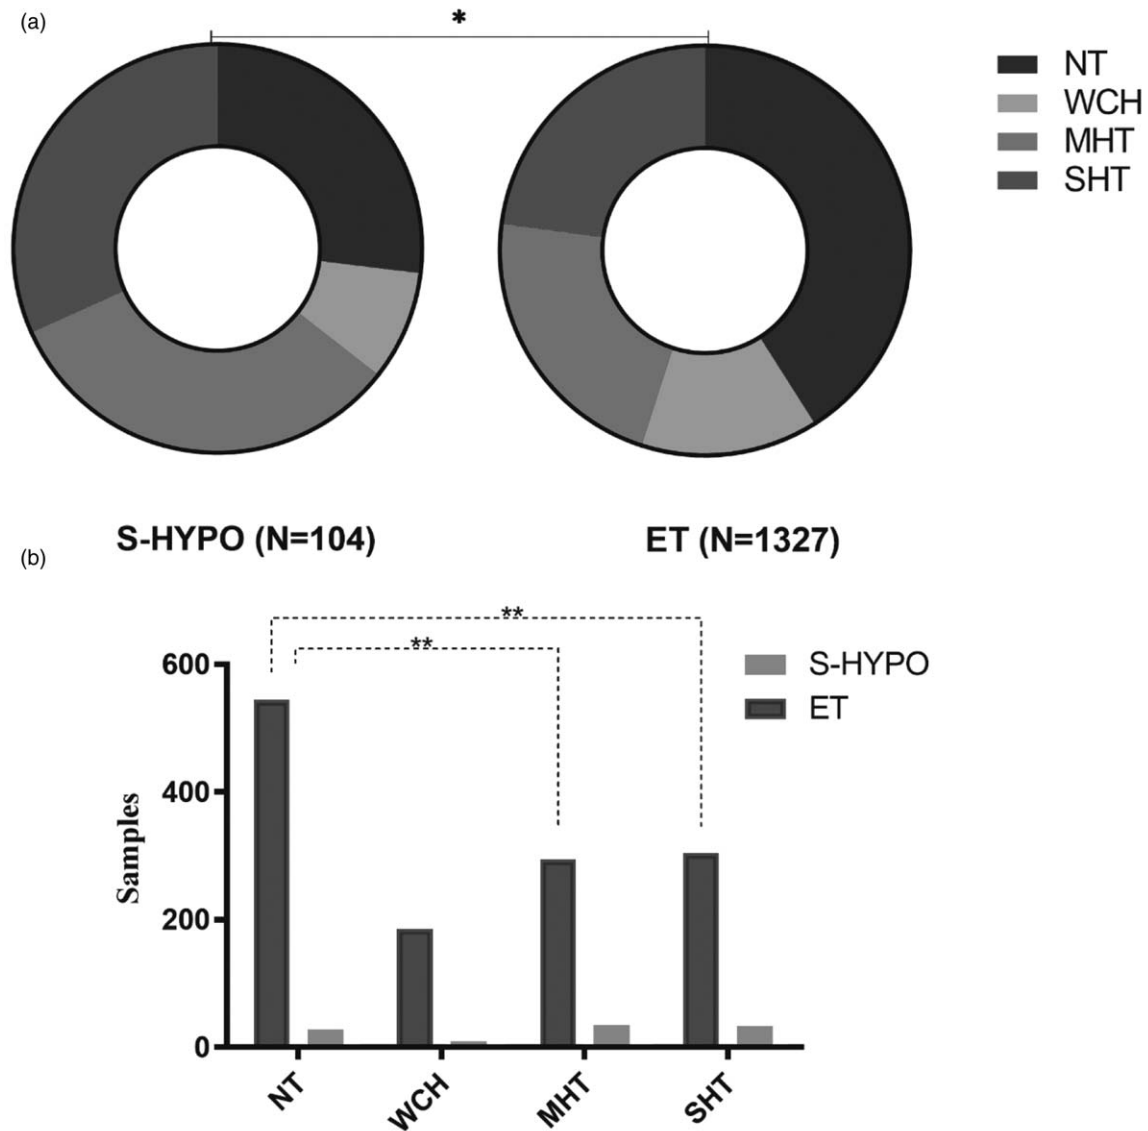 (a)
*
NT
WCH
MHT
SHT
S-HYPO (N=104)
ET (N=1327)
(b)
**
**
S-HYPO
ET
Samples
600
400
200
0
NT
WCH
MHT
SHT